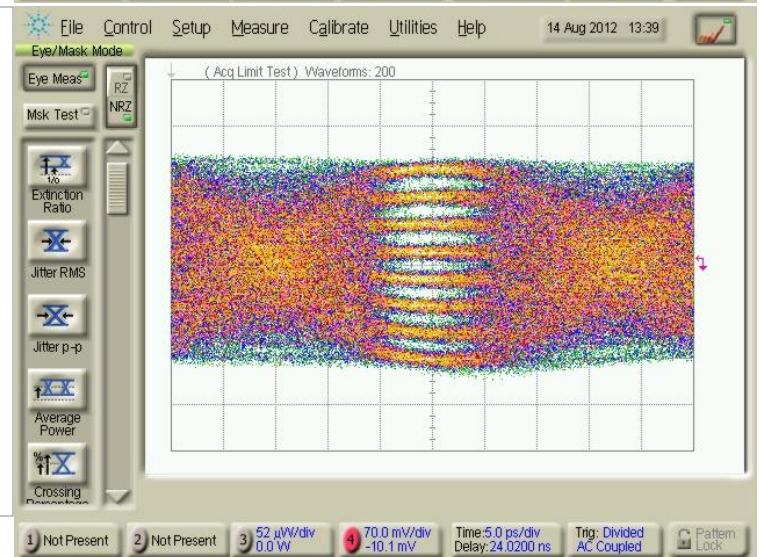 File Control Setup Measure Calibrate Utilities Help 14 Aug 2012 13:39
Eye/Mask Mode
Eye Meas
RZ
NRZ
Msk Test
(Acq Limit Test) Waveforms: 200
1/0
Extinction
Ratio
Jitter RMS
Jitter p-p
Average
Power
%
Crossing
1 Not Present 2 Not Present 3 52 µW/div 4 70.0 mV/div Time:5.0 ps/div Trig: Divided Pattern
0.0 W -10.1 mV Delay:24.0200 ns AC Coupled Lock